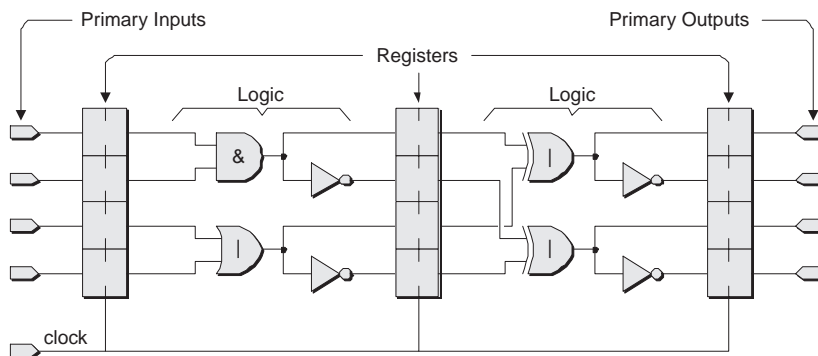 Primary Inputs
Primary Outputs
Registers
Logic
Logic
&
|
|
|
clock